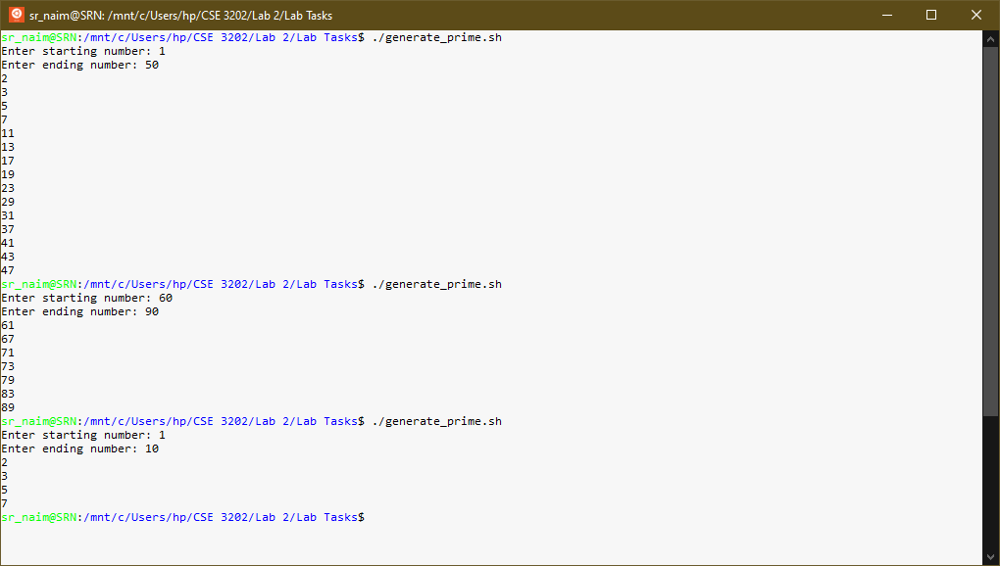 sr_naim@SRN: /mnt/c/Users/hp/CSE 3202/Lab 2/Lab Tasks
sr_naim@SRN:/mnt/c/Users/hp/CSE 3202/Lab 2/Lab Tasks$ ./generate_prime.sh
Enter starting number: 1
Enter ending number: 50
2
3
5
7
11
13
17
19
23
29
31
37
41
43
47
sr_naim@SRN:/mnt/c/Users/hp/CSE 3202/Lab 2/Lab Tasks$ ./generate_prime.sh
Enter starting number: 60
Enter ending number: 90
61
67
71
73
79
83
89
sr_naim@SRN:/mnt/c/Users/hp/CSE 3202/Lab 2/Lab Tasks$ ./generate_prime.sh
Enter starting number: 1
Enter ending number: 10
2
3
5
7
sr_naim@SRN:/mnt/c/Users/hp/CSE 3202/Lab 2/Lab Tasks$